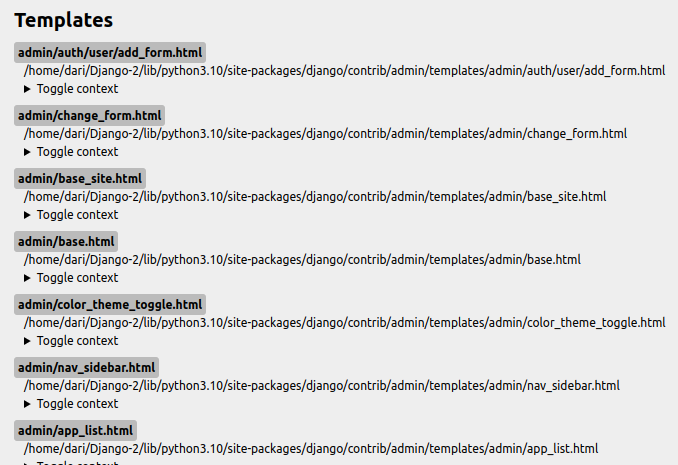 Templates
admin/auth/user/add_form.html
/home/dari/Django-2/lib/python3.10/site-packages/django/contrib/admin/templates/admin/auth/user/add_form.html
Toggle context
admin/change_form.html
/home/dari/Django-2/lib/python3.10/site-packages/django/contrib/admin/templates/admin/change_form.html
Toggle context
admin/base_site.html
/home/dari/Django-2/lib/python3.10/site-packages/django/contrib/admin/templates/admin/base_site.html
Toggle context
admin/base.html
/home/dari/Django-2/lib/python3.10/site-packages/django/contrib/admin/templates/admin/base.html
Toggle context
admin/color_theme_toggle.html
/home/dari/Django-2/lib/python3.10/site-packages/django/contrib/admin/templates/admin/color_theme_toggle.html
Toggle context
admin/nav_sidebar.html
/home/dari/Django-2/lib/python3.10/site-packages/django/contrib/admin/templates/admin/nav_sidebar.html
Toggle context
admin/app_list.html
/home/dari/Django-2/lib/python3.10/site-packages/django/contrib/admin/templates/admin/app_list.html
Toggle context